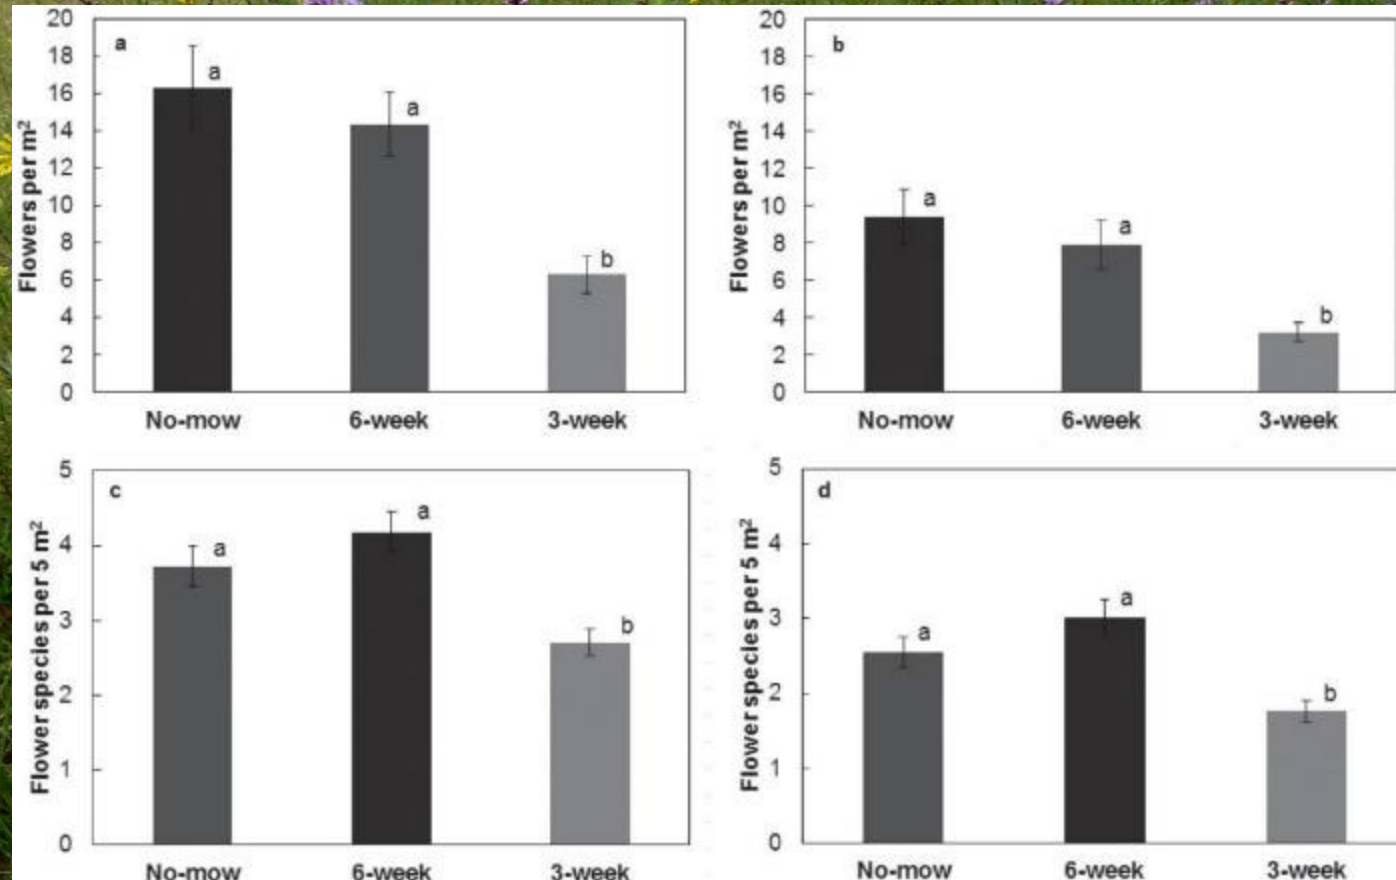 a
Flowers per m²
20
18
16
14
12
10
8
6
4
2
0
a
a
b
No-mow 6-week 3-week
b
Flowers per m²
20
18
16
14
12
10
8
6
4
2
0
a
a
b
No-mow 6-week 3-week
c
Flower species per 5 m²
5
4
3
2
1
0
a
a
b
No-mow 6-week 3-week
d
Flower species per 5 m²
5
4
3
2
1
0
a
a
b
No-mow 6-week 3-week